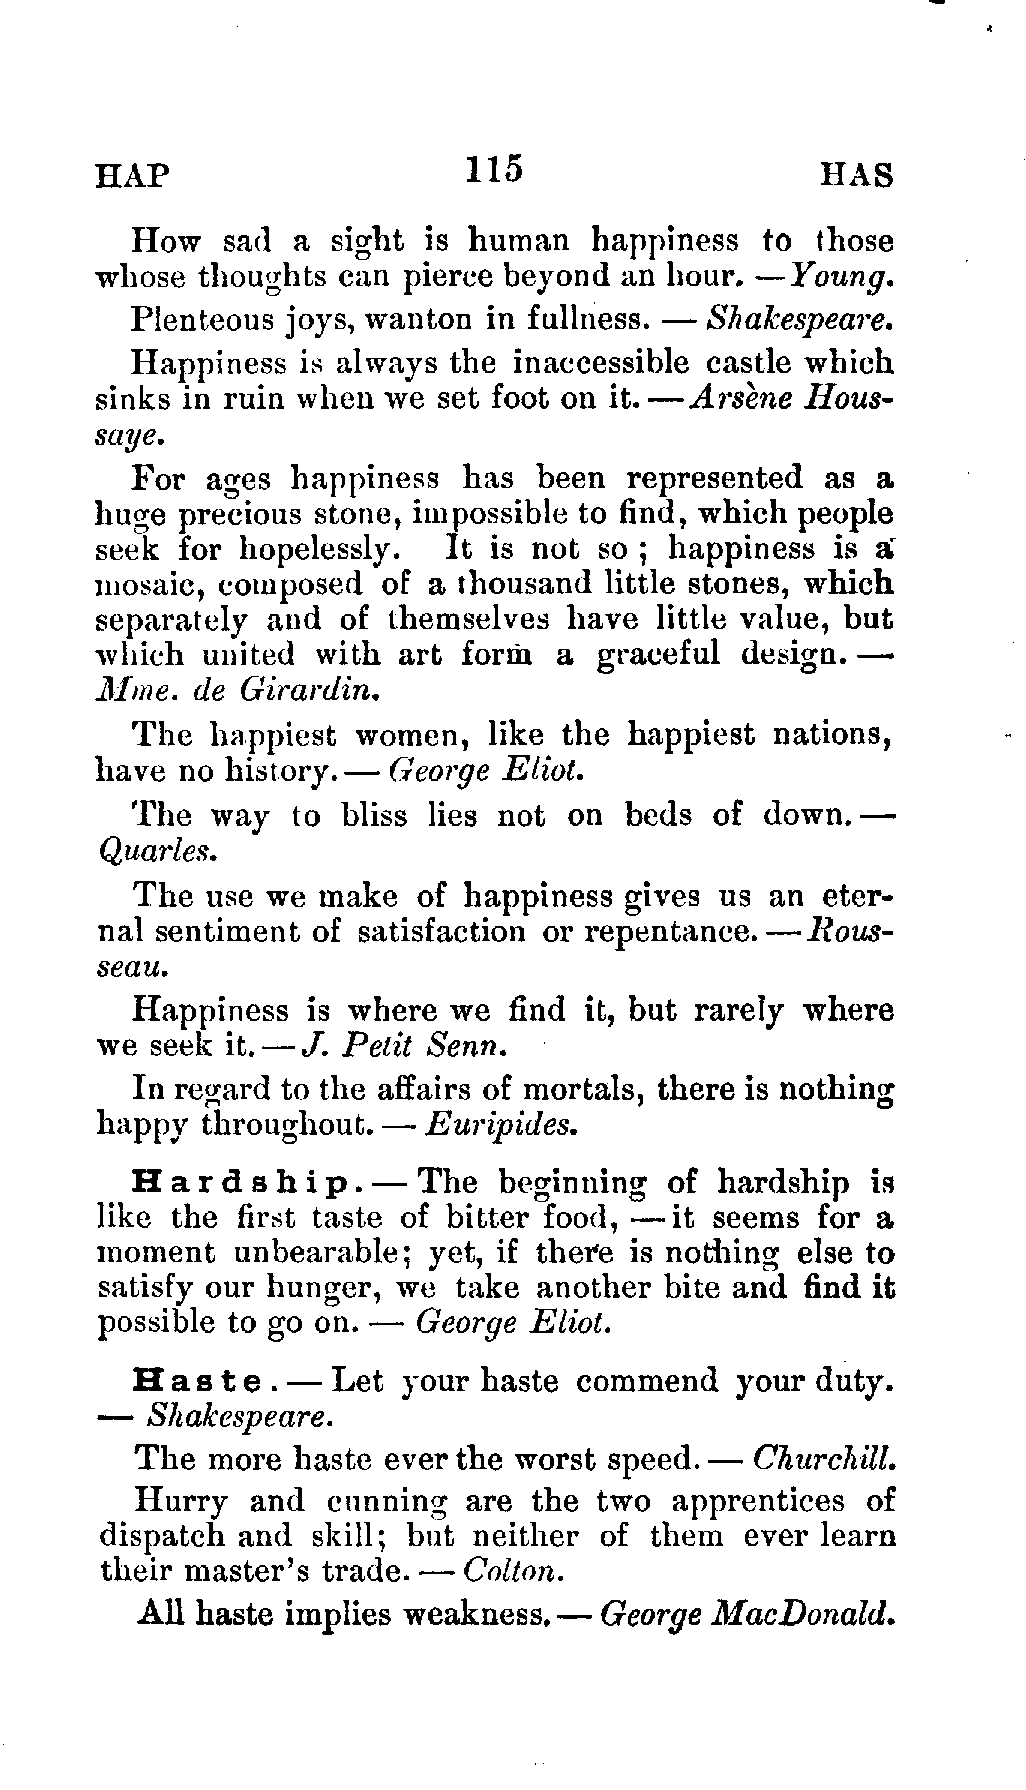 HAP 115 HAS
How sad a sight is human happiness to those
whose thoughts can pierce beyond an hour. — Young.
Plenteous joys, wanton in fullness. — Shakespeare.
Happiness is always the inaccessible castle which
sinks in ruin when we set foot on it. — Arsène Hous-
saye.
For ages happiness has been represented as a
huge precious stone, impossible to find, which people
seek for hopelessly. It is not so ; happiness is a
mosaic, composed of a thousand little stones, which
separately and of themselves have little value, but
which united with art form a graceful design. —
Mme. de Girardin.
The happiest women, like the happiest nations,
have no history. — George Eliot.
The way to bliss lies not on beds of down. —
Quarles.
The use we make of happiness gives us an eter-
nal sentiment of satisfaction or repentance. — Rous-
seau.
Happiness is where we find it, but rarely where
we seek it. — J. Petit Senn.
In regard to the affairs of mortals, there is nothing
happy throughout. — Euripides.
Hardship. — The beginning of hardship is
like the first taste of bitter food, — it seems for a
moment unbearable; yet, if there is nothing else to
satisfy our hunger, we take another bite and find it
possible to go on. — George Eliot.
Haste. — Let your haste commend your duty.
— Shakespeare.
The more haste ever the worst speed. — Churchill.
Hurry and cunning are the two apprentices of
dispatch and skill; but neither of them ever learn
their master's trade. — Colton.
All haste implies weakness. — George MacDonald.